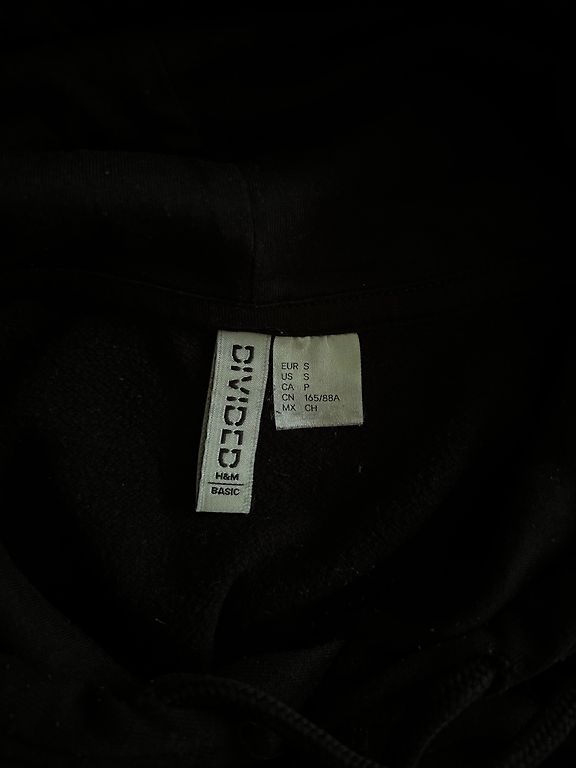 DIVIDED
H&M
BASIC
EUR S
US S
CA P
CN 165/88A
MX CH